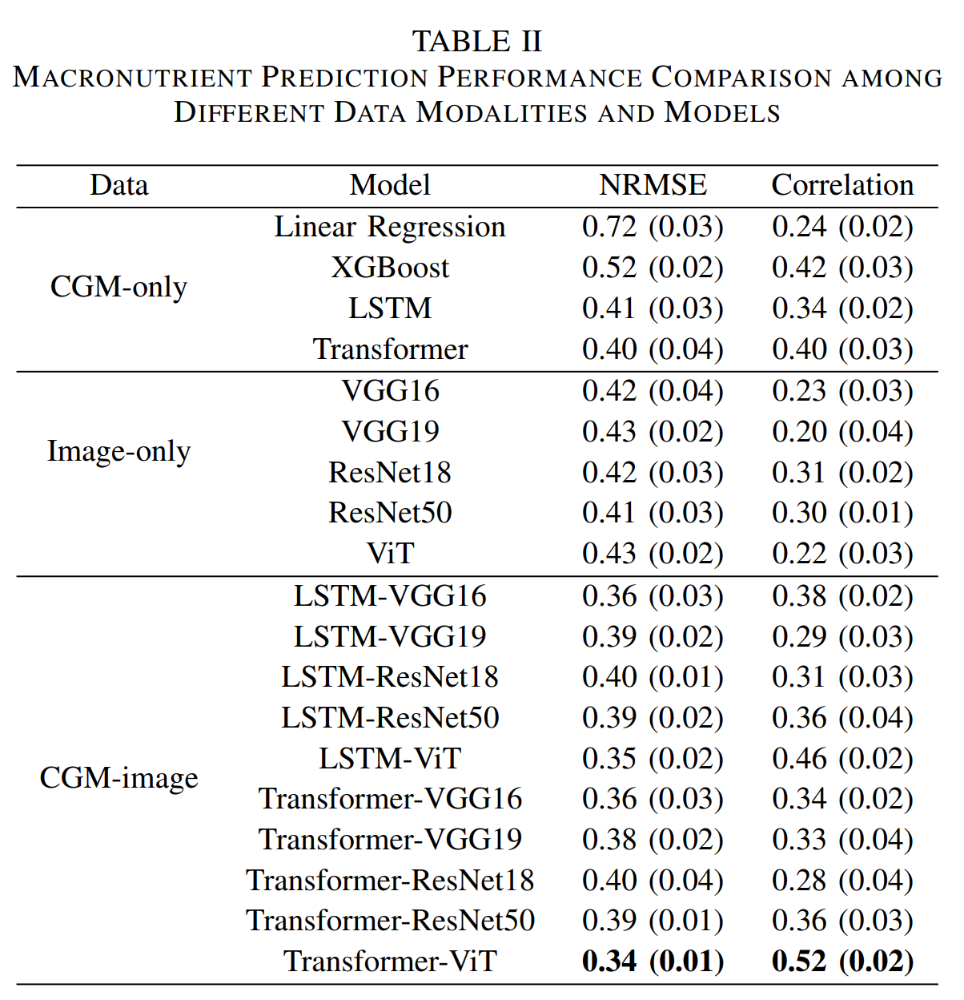 TABLE II
MACRONUTRIENT PREDICTION PERFORMANCE COMPARISON AMONG
DIFFERENT DATA MODALITIES AND MODELS
Data Model NRMSE Correlation
CGM-only
Linear Regression 0.72 (0.03) 0.24 (0.02)
XGBoost 0.52 (0.02) 0.42 (0.03)
LSTM 0.41 (0.03) 0.34 (0.02)
Transformer 0.40 (0.04) 0.40 (0.03)
Image-only
VGG16 0.42 (0.04) 0.23 (0.03)
VGG19 0.43 (0.02) 0.20 (0.04)
ResNet18 0.42 (0.03) 0.31 (0.02)
ResNet50 0.41 (0.03) 0.30 (0.01)
ViT 0.43 (0.02) 0.22 (0.03)
CGM-image
LSTM-VGG16 0.36 (0.03) 0.38 (0.02)
LSTM-VGG19 0.39 (0.02) 0.29 (0.03)
LSTM-ResNet18 0.40 (0.01) 0.31 (0.03)
LSTM-ResNet50 0.39 (0.02) 0.36 (0.04)
LSTM-ViT 0.35 (0.02) 0.46 (0.02)
Transformer-VGG16 0.36 (0.03) 0.34 (0.02)
Transformer-VGG19 0.38 (0.02) 0.33 (0.04)
Transformer-ResNet18 0.40 (0.04) 0.28 (0.04)
Transformer-ResNet50 0.39 (0.01) 0.36 (0.03)
Transformer-ViT 0.34 (0.01) 0.52 (0.02)